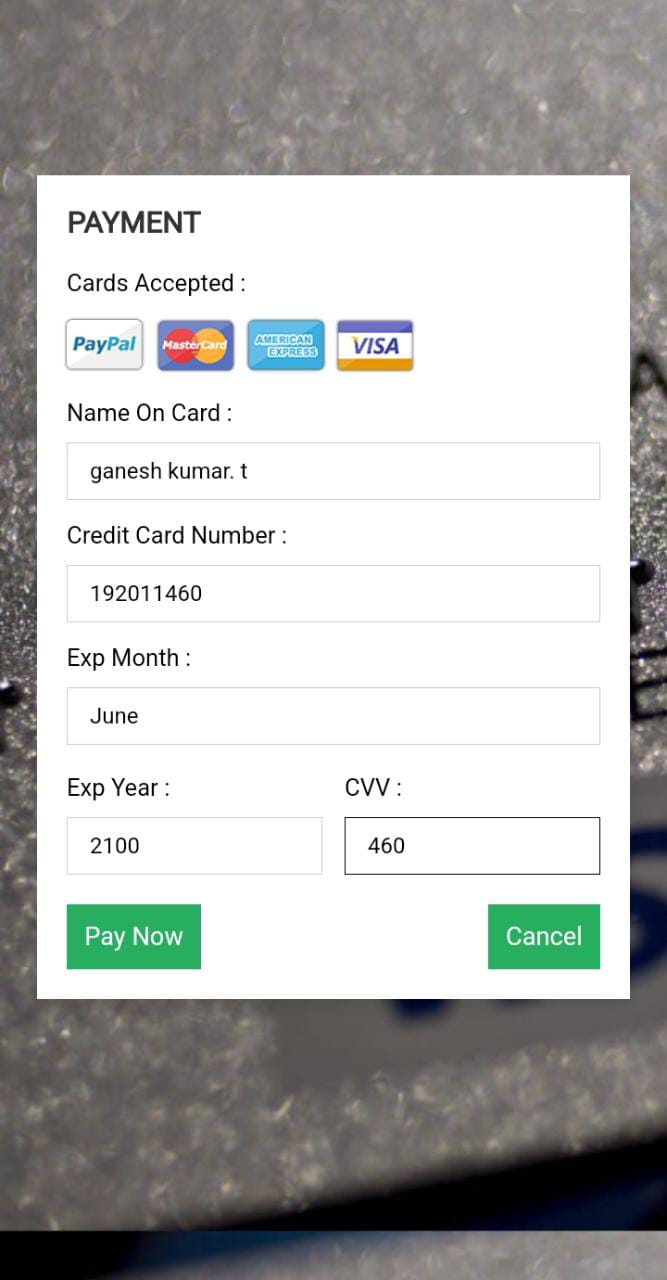 PAYMENT
Cards Accepted :
PayPal MasterCard AMERICAN EXPRESS VISA
Name On Card :
ganesh kumar. t
Credit Card Number :
192011460
Exp Month :
June
Exp Year : CVV :
2100 460
Pay Now Cancel